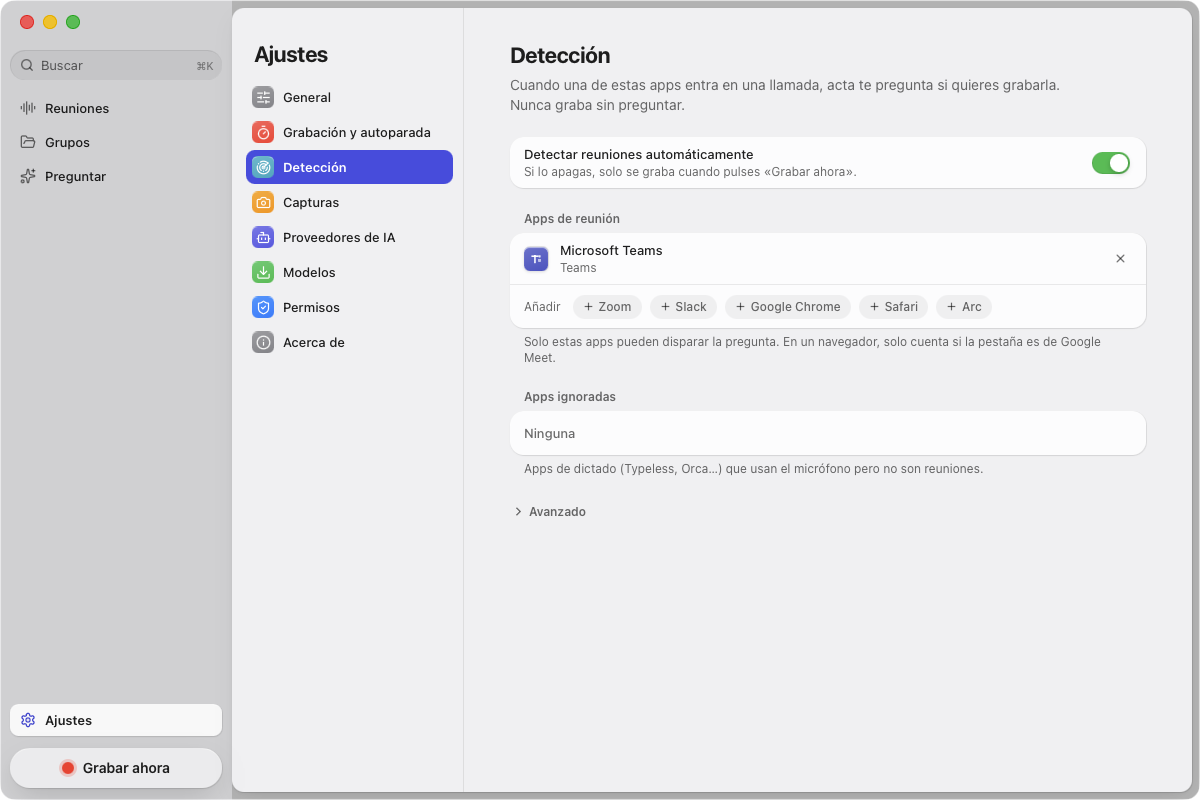 Buscar
⌘K
Reuniones
Grupos
Preguntar
Ajustes
Grabar ahora
Ajustes
General
Grabación y autoparada
Detección
Capturas
Proveedores de IA
Modelos
Permisos
Acerca de
Detección
Cuando una de estas apps entra en una llamada, acta te pregunta si quieres grabarla.
Nunca graba sin preguntar.
Detectar reuniones automáticamente
Si lo apagas, solo se graba cuando pulses «Grabar ahora».
Apps de reunión
Microsoft Teams
Teams
Añadir + Zoom + Slack + Google Chrome + Safari + Arc
Solo estas apps pueden disparar la pregunta. En un navegador, solo cuenta si la pestaña es de Google
Meet.
Apps ignoradas
Ninguna
Apps de dictado (Typeless, Orca…) que usan el micrófono pero no son reuniones.
Avanzado